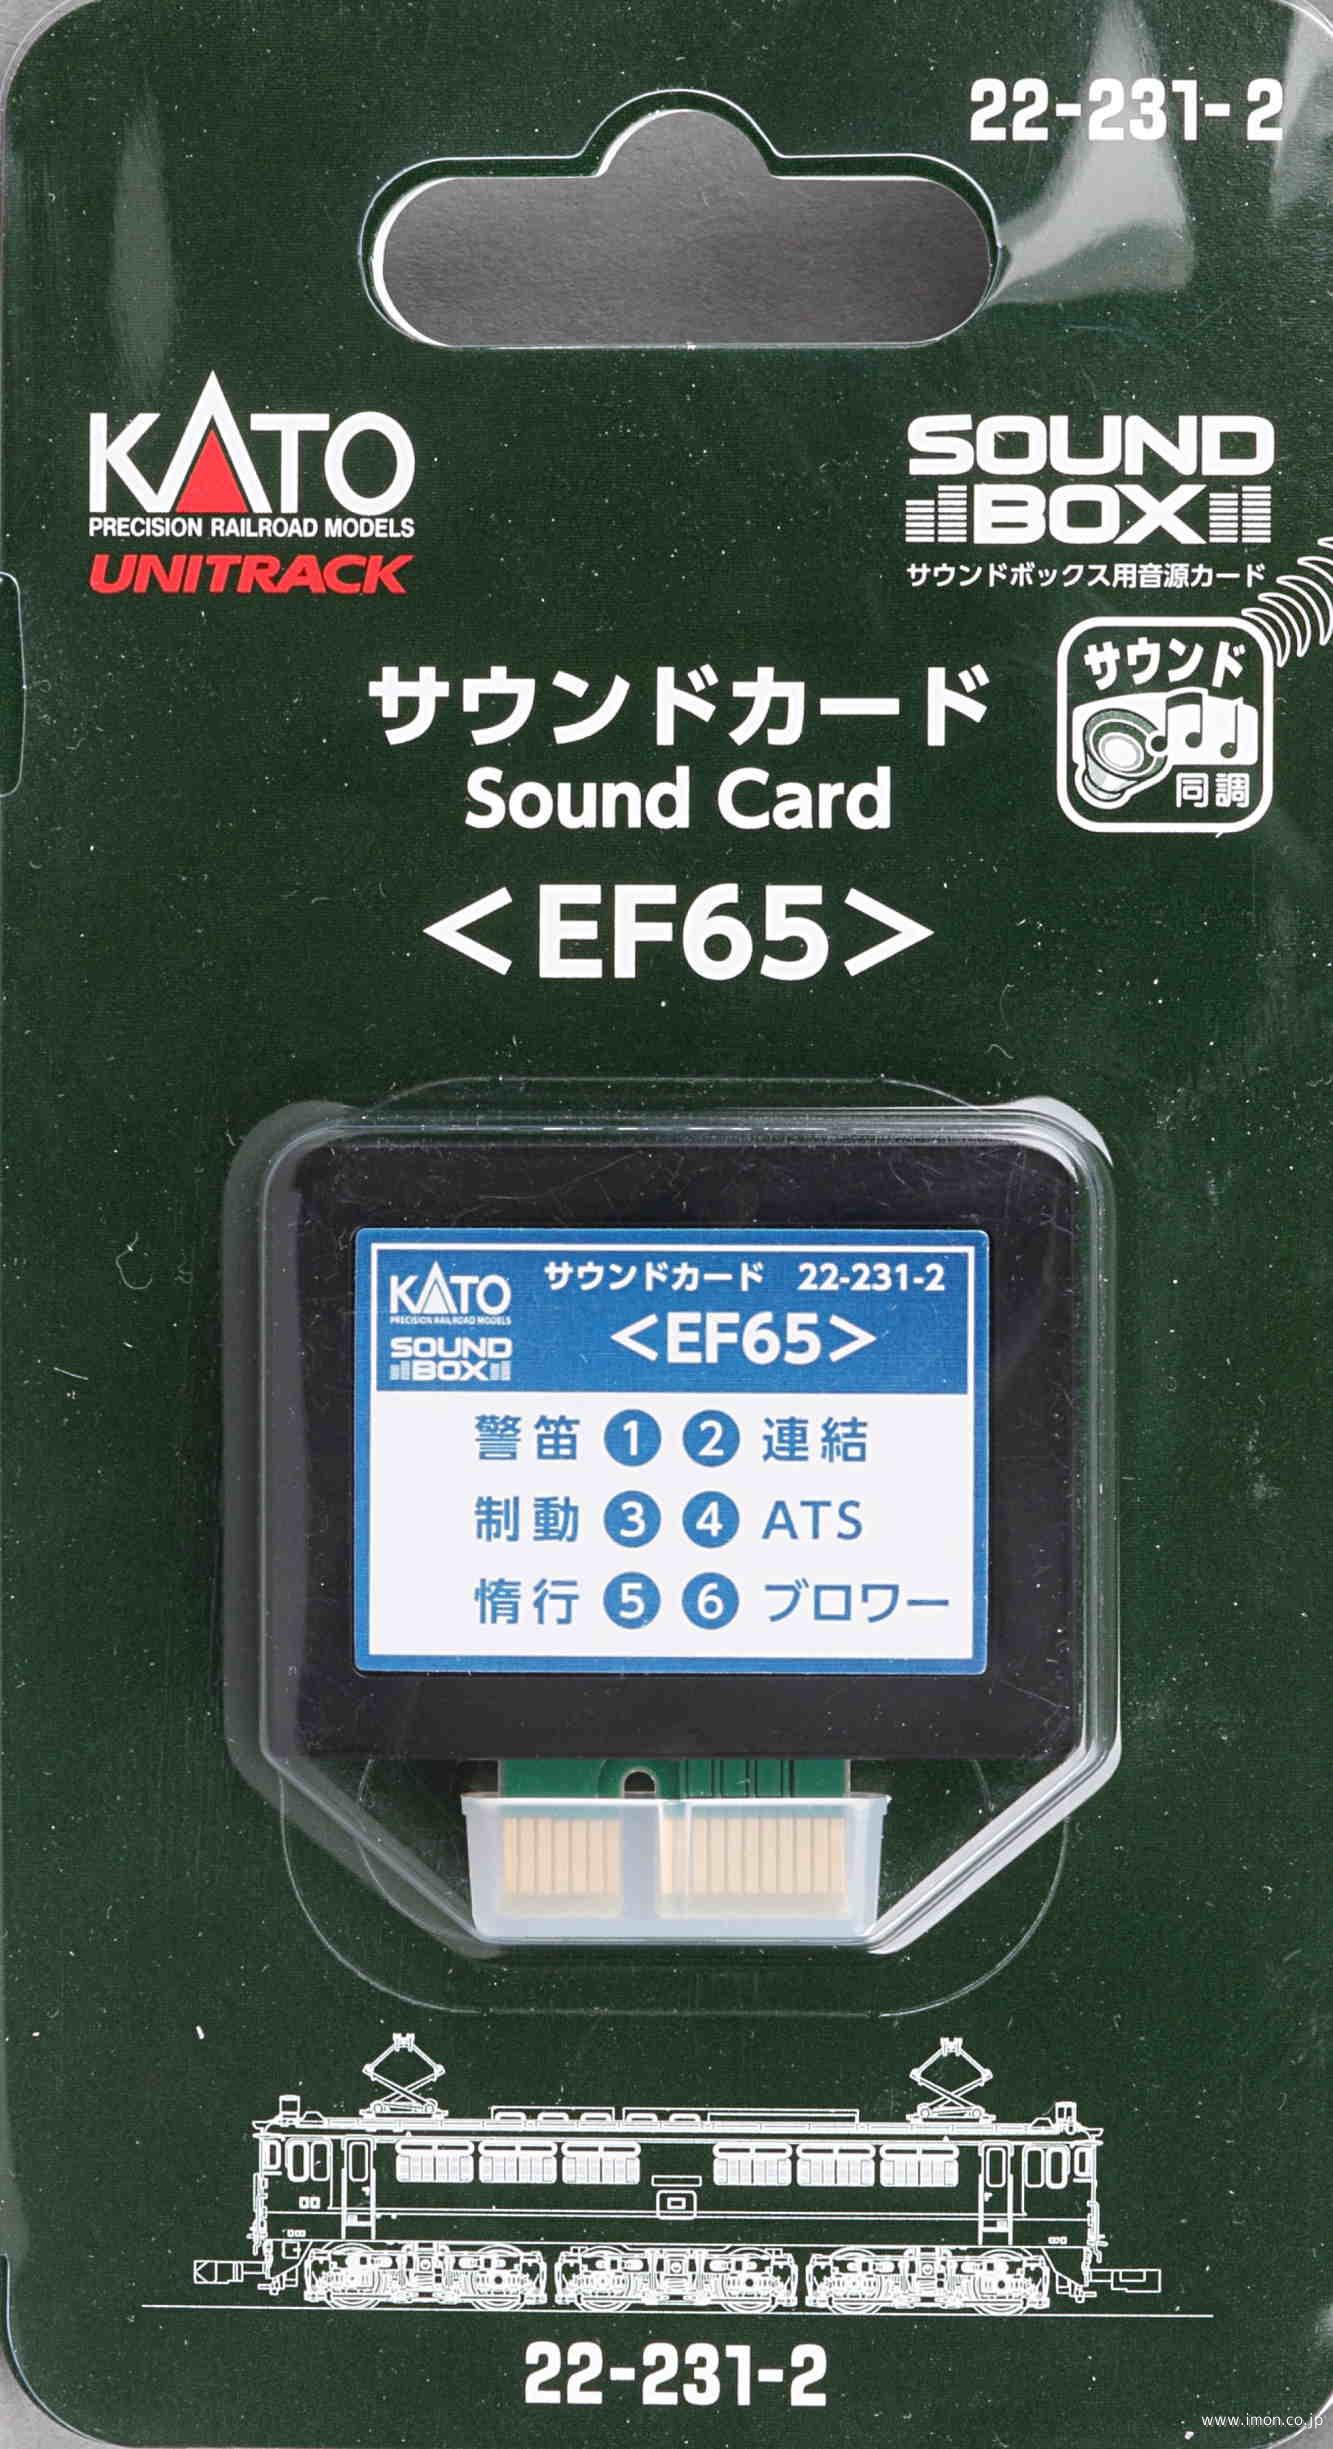 22-231-2
KATO
PRECISION RAILROAD MODELS
UNITRACK
SOUND
BOX
サウンドボックス用音源カード
サウンド
同調
サウンドカード
Sound Card
<EF65>
KATO
PRECISION RAILROAD MODELS
SOUND
BOX
サウンドカード 22-231-2
<EF65>
警笛 1 2 連結
制動 3 4 ATS
惰行 5 6 ブロワー
22-231-2
www.imon.co.jp